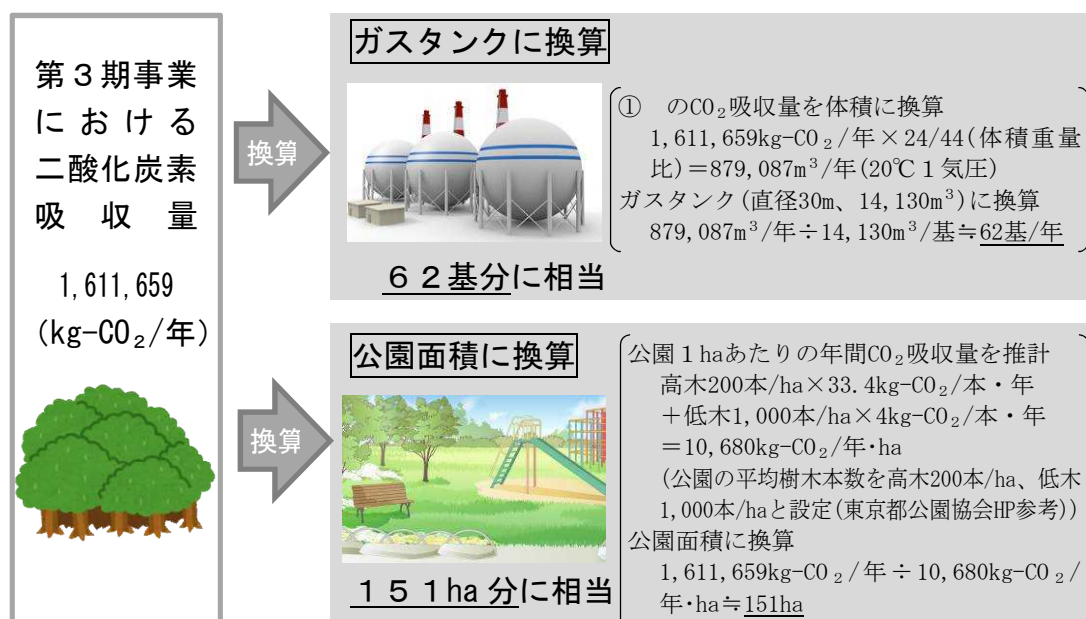 第３期事業
における
二酸化炭素
吸収量
1,611,659
(kg-CO₂/年)
換算
ガスタンクに換算
６２基分に相当
① のCO₂吸収量を体積に換算
1,611,659kg-CO₂/年×24/44(体積重量
比)＝879,087m³/年(20℃１気圧)
ガスタンク(直径30m、14,130m³)に換算
879,087m³/年÷14,130m³/基≒62基/年
換算
公園面積に換算
１５１ha 分に相当
公園１haあたりの年間CO₂吸収量を推計
高木200本/ha×33.4kg-CO₂/本・年
＋低木1,000本/ha×4kg-CO₂/本・年
＝10,680kg-CO₂/年・ha
(公園の平均樹木本数を高木200本/ha、低木
1,000本/haと設定(東京都公園協会HP参考))
公園面積に換算
1,611,659kg-CO₂/年÷10,680kg-CO₂/
年・ha≒151ha